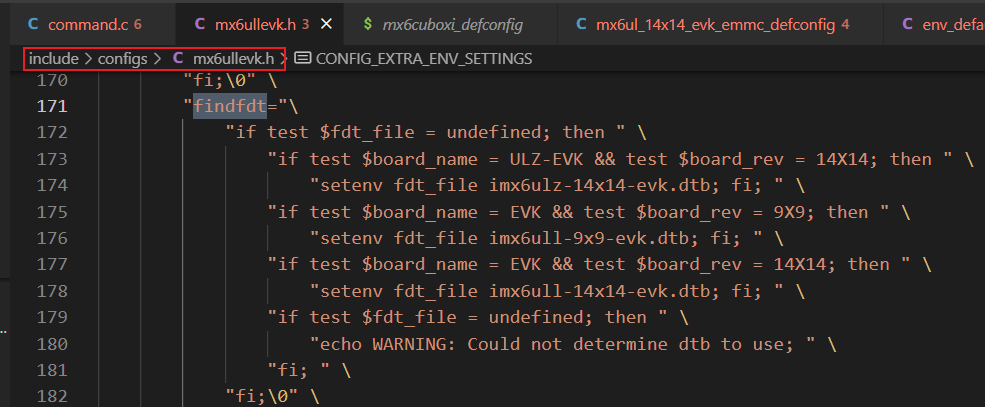 command.c 6 mx6ullevk.h 3 × $ mx6cuboxi_defconfig mx6ul_14x14_evk_emmc_defconfig 4 env_defa
include > configs > C mx6ullevk.h > CONFIG_EXTRA_ENV_SETTINGS
170 "fi;\0" \
171 "findfdt="\
172 "if test $fdt_file = undefined; then " \
173 "if test $board_name = ULZ-EVK && test $board_rev = 14X14; then " \
174 "setenv fdt_file imx6ulz-14x14-evk.dtb; fi; " \
175 "if test $board_name = EVK && test $board_rev = 9X9; then " \
176 "setenv fdt_file imx6ull-9x9-evk.dtb; fi; " \
177 "if test $board_name = EVK && test $board_rev = 14X14; then " \
178 "setenv fdt_file imx6ull-14x14-evk.dtb; fi; " \
179 "if test $fdt_file = undefined; then " \
180 "echo WARNING: Could not determine dtb to use; " \
181 "fi; " \
182 "fi;\0" \